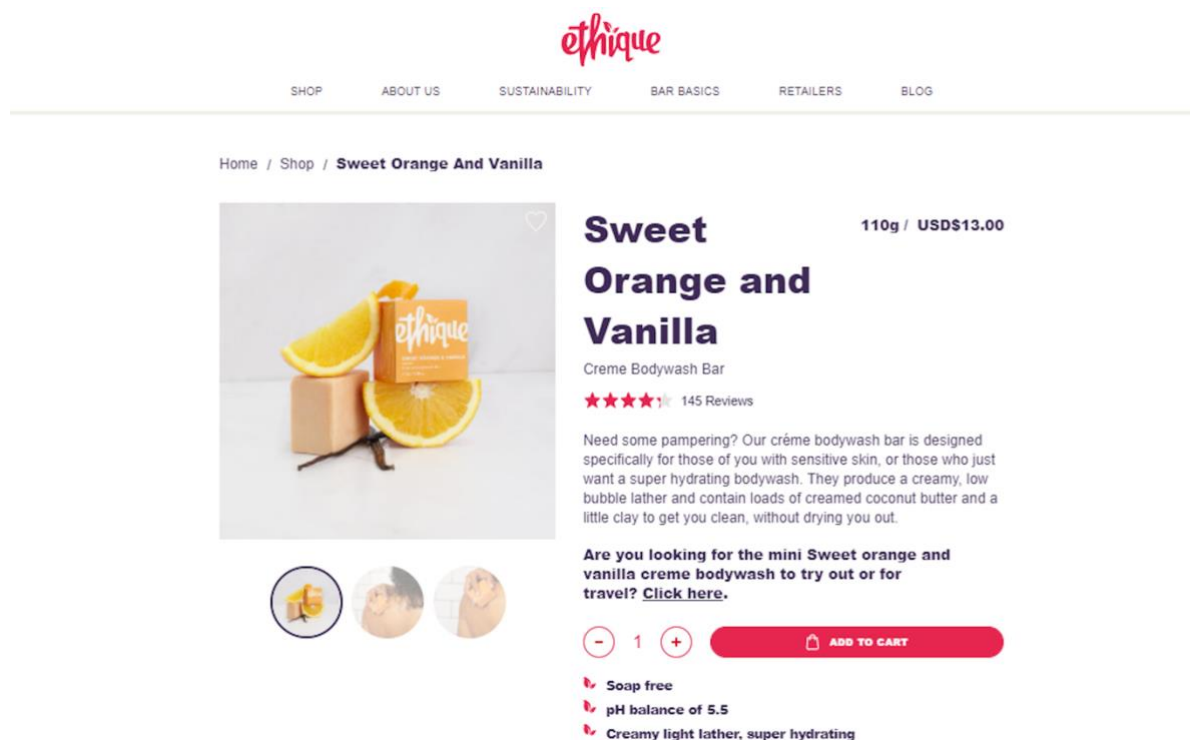 ethique
SHOP ABOUT US SUSTAINABILITY BAR BASICS RETAILERS BLOG
Home / Shop / Sweet Orange And Vanilla
Sweet
Orange and
Vanilla
110g / USD$13.00
ethique
Creme Bodywash Bar
145 Reviews
Need some pampering? Our créme bodywash bar is designed
specifically for those of you with sensitive skin, or those who just
want a super hydrating bodywash. They produce a creamy, low
bubble lather and contain loads of creamed coconut butter and a
little clay to get you clean, without drying you out.
Are you looking for the mini Sweet orange and
vanilla creme bodywash to try out or for
travel? Click here.
- 1 +
ADD TO CART
Soap free
pH balance of 5.5
Creamy light lather, super hydrating